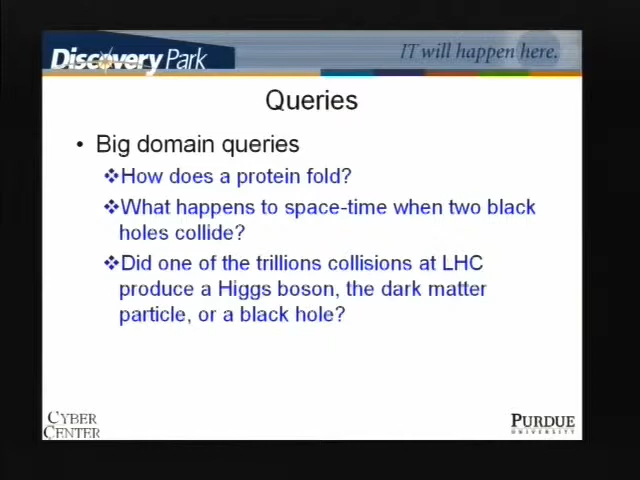 Discovery Park
IT will happen here.
Queries
• Big domain queries
❖How does a protein fold?
❖What happens to space-time when two black
holes collide?
❖Did one of the trillions collisions at LHC
produce a Higgs boson, the dark matter
particle, or a black hole?
CYBER
CENTER
PURDUE
UNIVERSITY